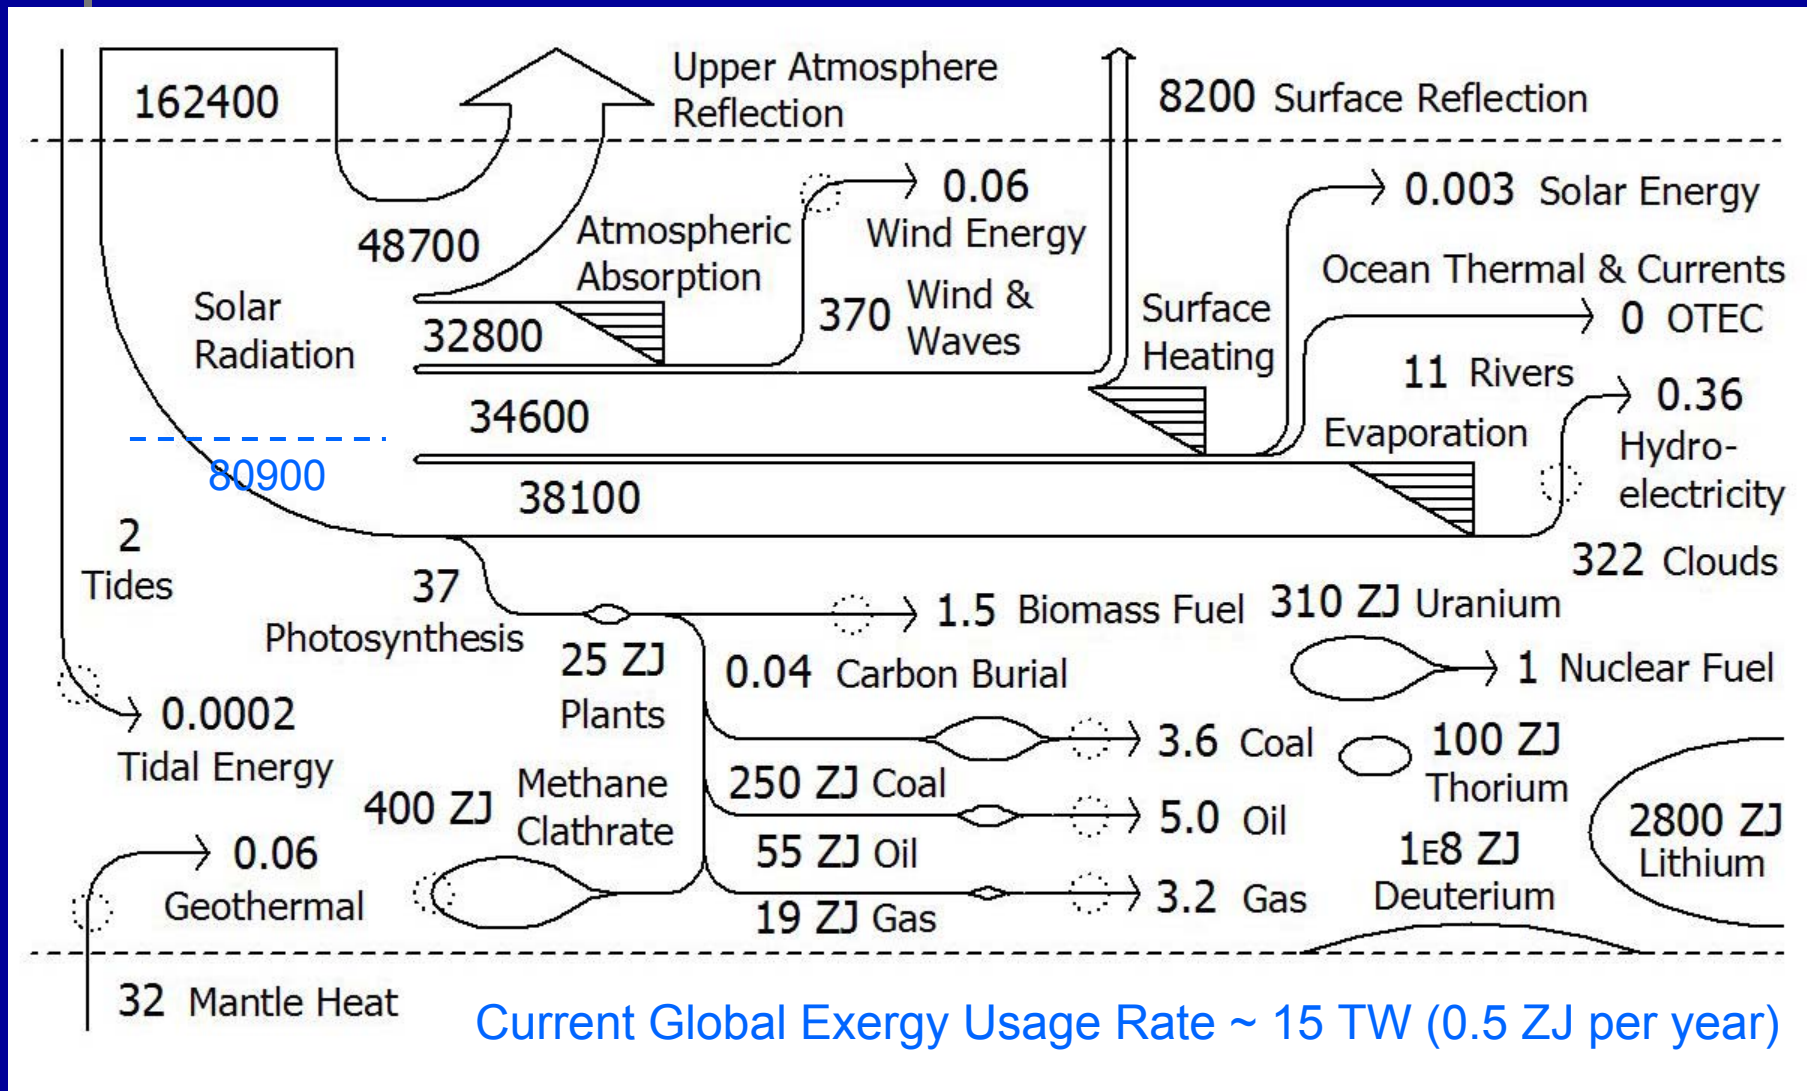 162400
Upper Atmosphere
Reflection
8200 Surface Reflection
48700
Atmospheric
Absorption
0.06
Wind Energy
0.003 Solar Energy
Ocean Thermal & Currents
0 OTEC
Solar
Radiation
32800
370 Wind &
Waves
Surface
Heating
11 Rivers
0.36
Hydro-
electricity
34600
Evaporation
80900
38100
322 Clouds
2
Tides
37
Photosynthesis
25 ZJ
Plants
1.5 Biomass Fuel
310 ZJ Uranium
1 Nuclear Fuel
0.04 Carbon Burial
0.0002
Tidal Energy
3.6 Coal
100 ZJ
Thorium
400 ZJ
Methane
Clathrate
250 ZJ Coal
5.0 Oil
2800 ZJ
Lithium
0.06
Geothermal
55 ZJ Oil
1E8 ZJ
Deuterium
3.2 Gas
19 ZJ Gas
32 Mantle Heat
Current Global Exergy Usage Rate ~ 15 TW (0.5 ZJ per year)